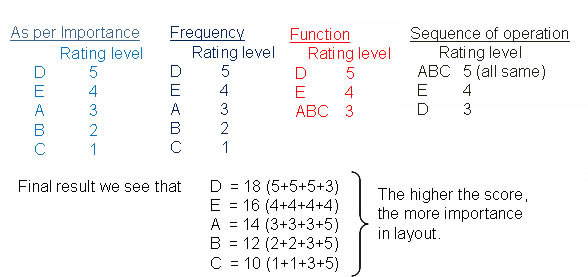 As per Importance
Rating level
D 5
E 4
A 3
B 2
C 1
Frequency
Rating level
D 5
E 4
A 3
B 2
C 1
Function
Rating level
D 5
E 4
ABC 3
Sequence of operation
Rating level
ABC 5 (all same)
E 4
D 3
Final result we see that
D = 18 (5+5+5+3)
E = 16 (4+4+4+4)
A = 14 (3+3+3+5)
B = 12 (2+2+3+5)
C = 10 (1+1+3+5)
The higher the score,
the more importance
in layout.